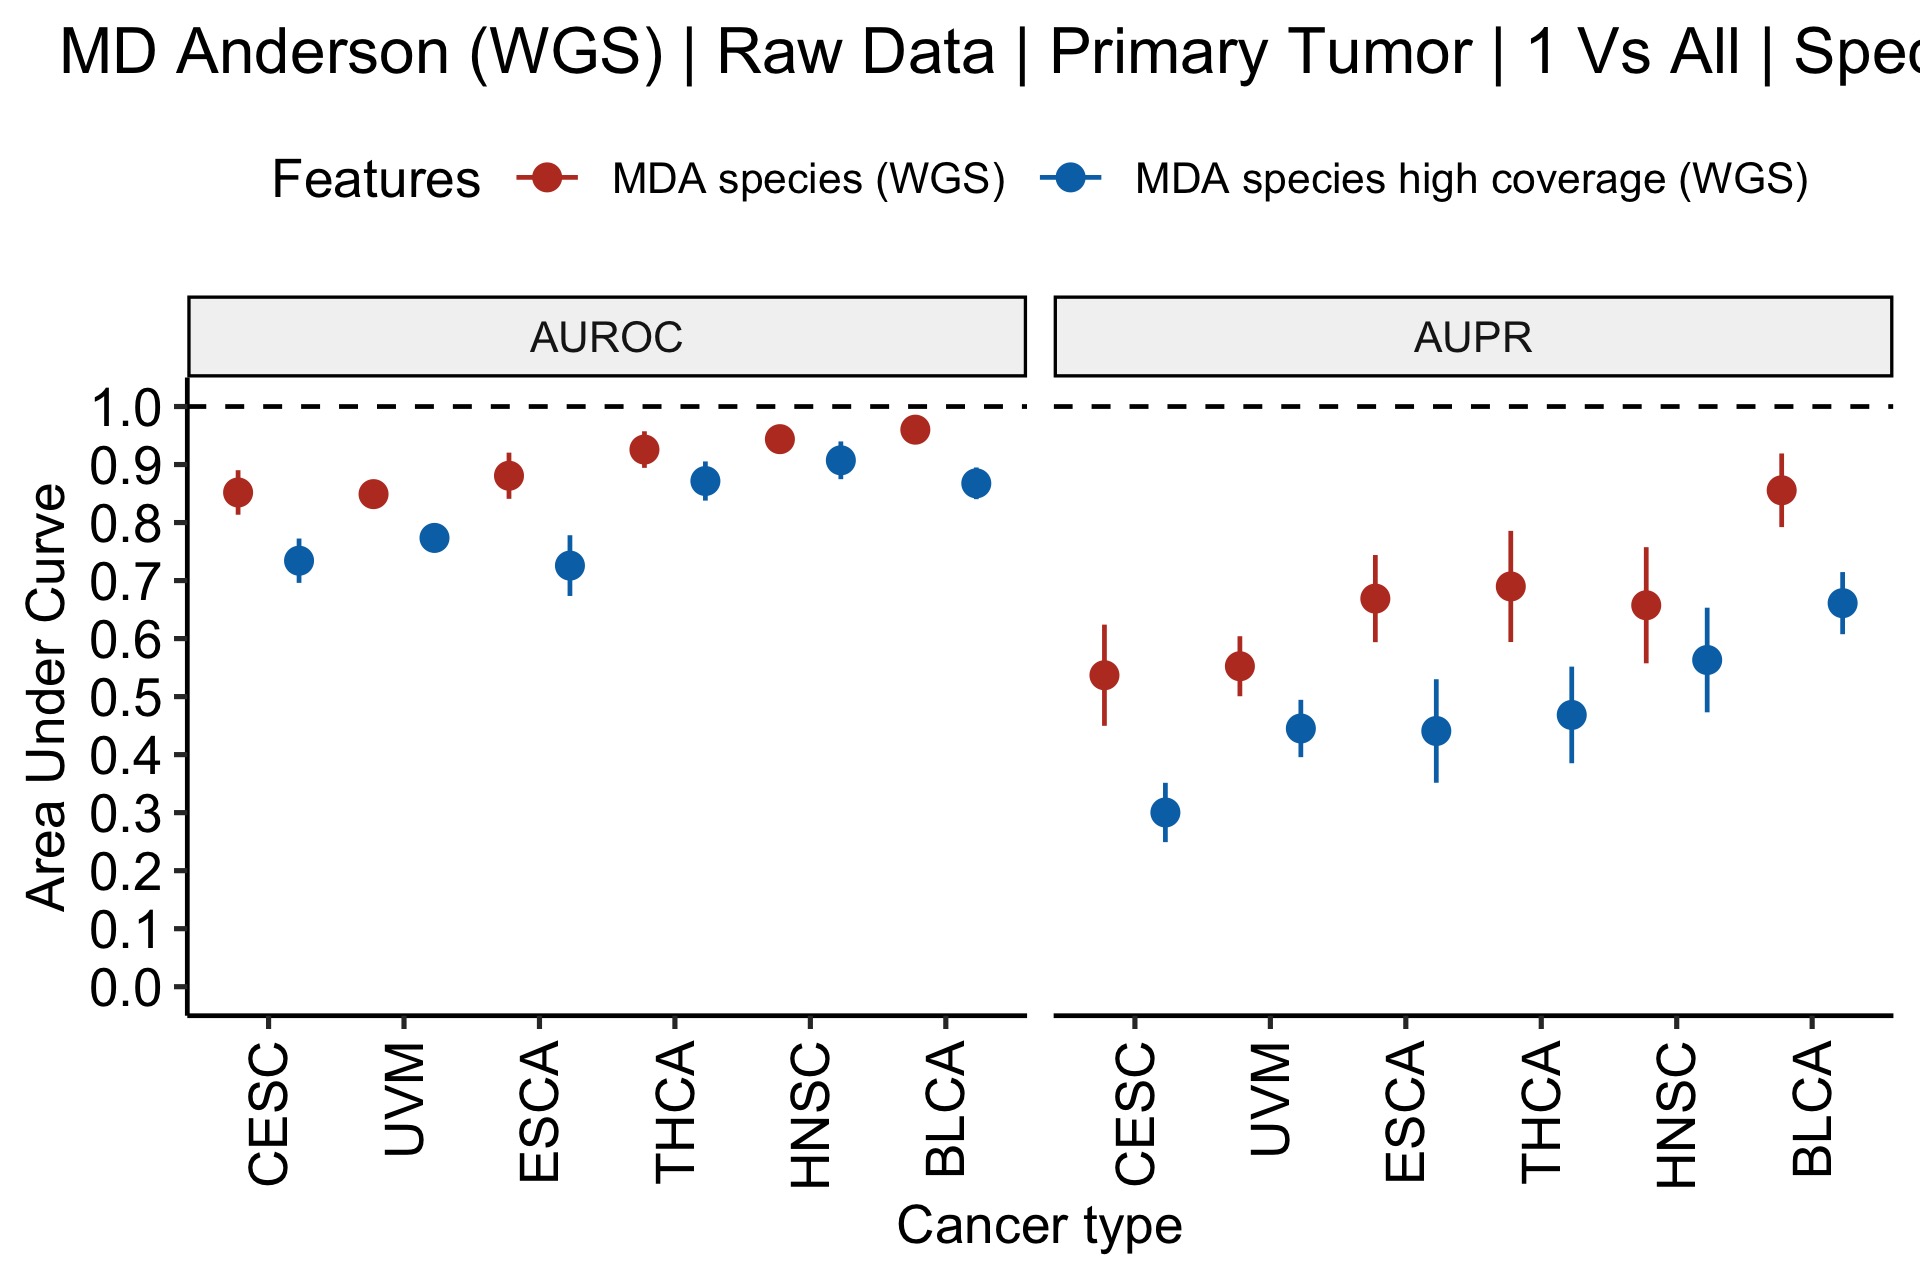 MD Anderson (WGS) | Raw Data | Primary Tumor | 1 Vs All | Spec
Features MDA species (WGS) MDA species high coverage (WGS)
AUROC AUPR
Area Under Curve
1.0
0.9
0.8
0.7
0.6
0.5
0.4
0.3
0.2
0.1
0.0
CESC UVM ESCA THCA HNSC BLCA CESC UVM ESCA THCA HNSC BLCA
Cancer type